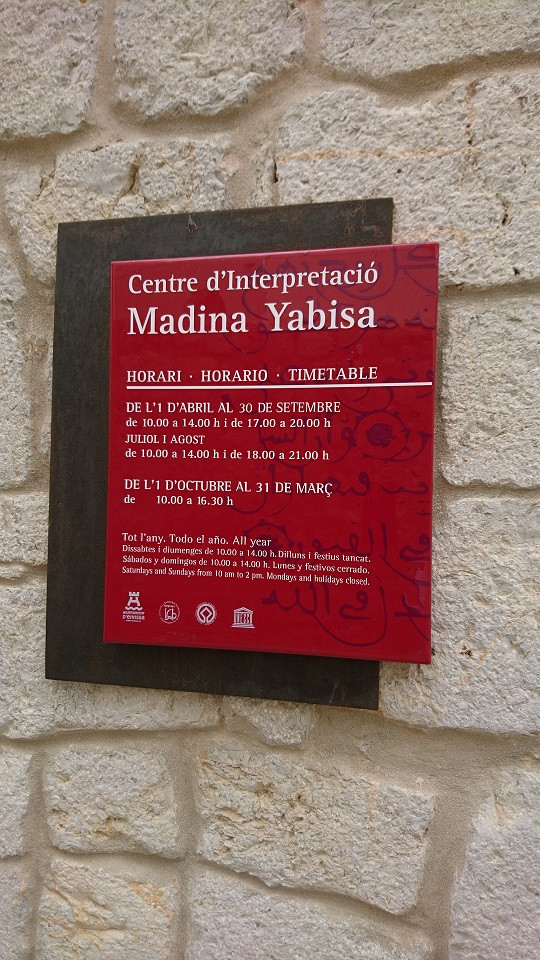 Centre d'Interpretació
Madina Yabisa
HORARI · HORARIO · TIMETABLE
DE L'1 D'ABRIL AL 30 DE SETEMBRE
de 10.00 a 14.00 h i de 17.00 a 20.00 h
JULIOL I AGOST
de 10.00 a 14.00 h i de 18.00 a 21.00 h
DE L'1 D'OCTUBRE AL 31 DE MARÇ
de 10.00 a 16.30 h
Tot l'any. Todo el año. All year
Dissabtes i diumenges de 10.00 a 14.00 h. Dilluns i festius tancat.
Sábados y domingos de 10.00 a 14.00 h. Lunes y festivos cerrado.
Saturdays and Sundays from 10 am to 2 pm. Mondays and holidays closed.
D'EIVISSA
UNESCO